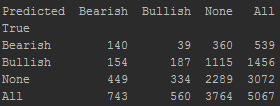 Predicted  Bearish  Bullish  None   All
True
Bearish        140       39   360   539
Bullish        154      187  1115  1456
None           449      334  2289  3072
All            743      560  3764  5067